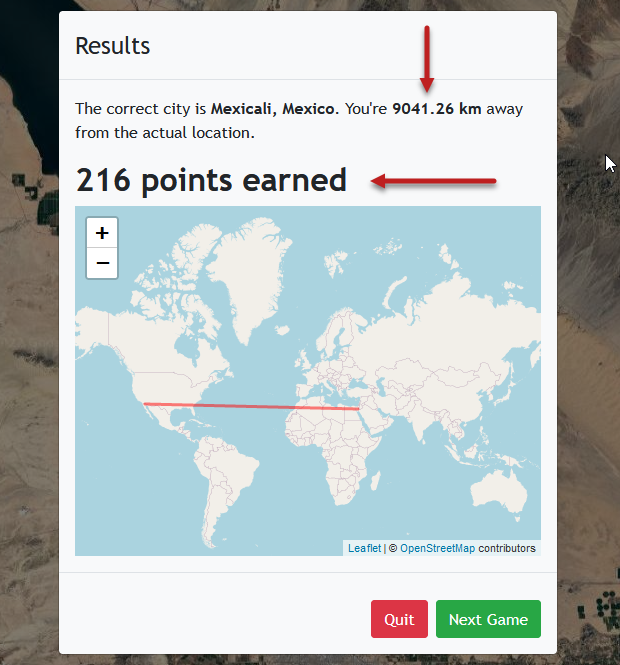 Results
The correct city is Mexicali, Mexico. You're 9041.26 km away
from the actual location.
216 points earned
+
−
Leaflet | © OpenStreetMap contributors
Quit
Next Game